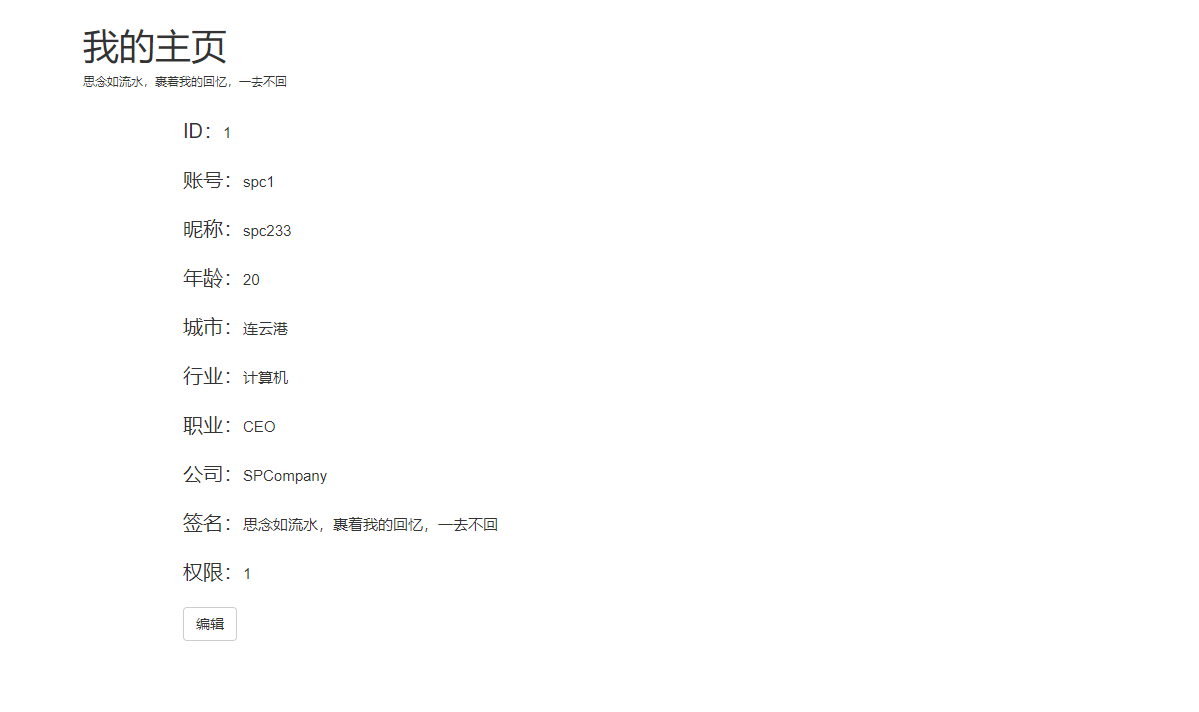 我的主页
思念如流水，裹着我的回忆，一去不回
ID：1
账号：spc1
昵称：spc233
年龄：20
城市：连云港
行业：计算机
职业：CEO
公司：SPCompany
签名：思念如流水，裹着我的回忆，一去不回
权限：1
编辑